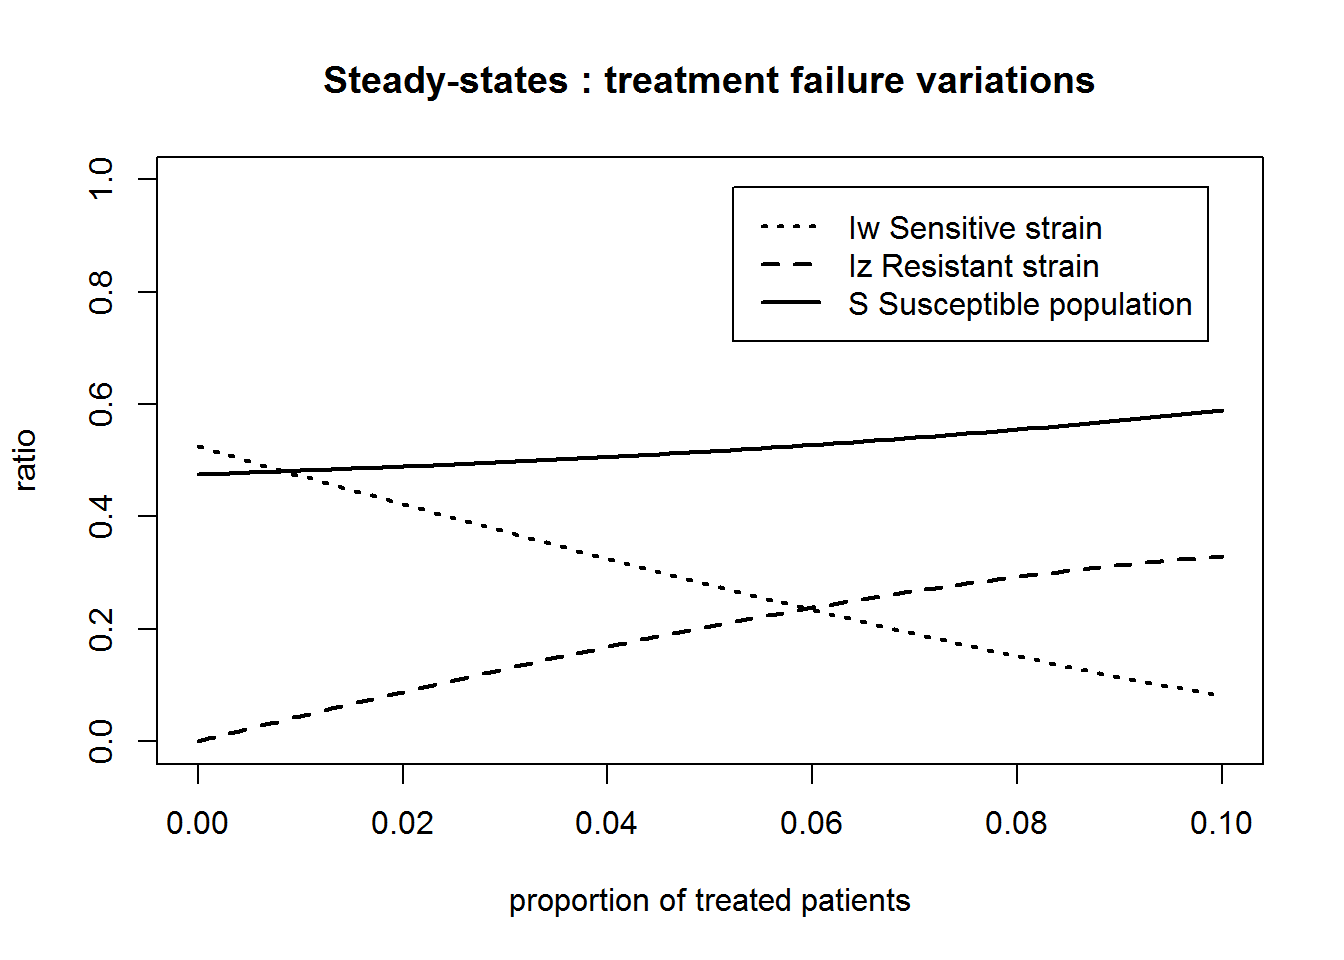 Steady-states : treatment failure variations
1.0
0.8
0.6
0.4
0.2
0.0
ratio
Iw Sensitive strain
Iz Resistant strain
S Susceptible population
0.00 0.02 0.04 0.06 0.08 0.10
proportion of treated patients